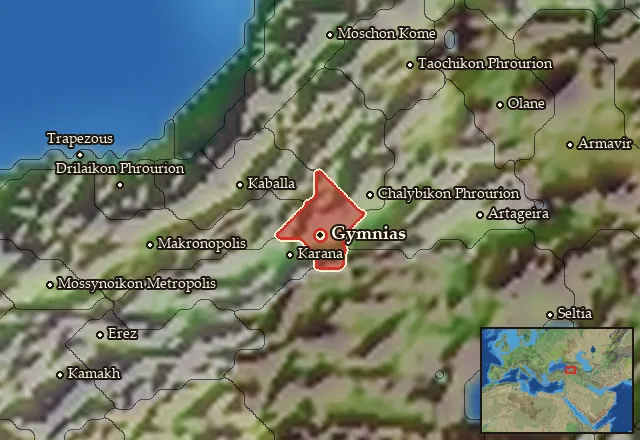 Moschon Kome
Taochikon Phrourion
Olane
Trapezous
Armavir
Drilaikon Phrourion
Kaballa
Chalybikon Phrourion
Artageira
Gymnias
Makronopolis
Karana
Mossynoikon Metropolis
Seltia
Erez
Kamakh